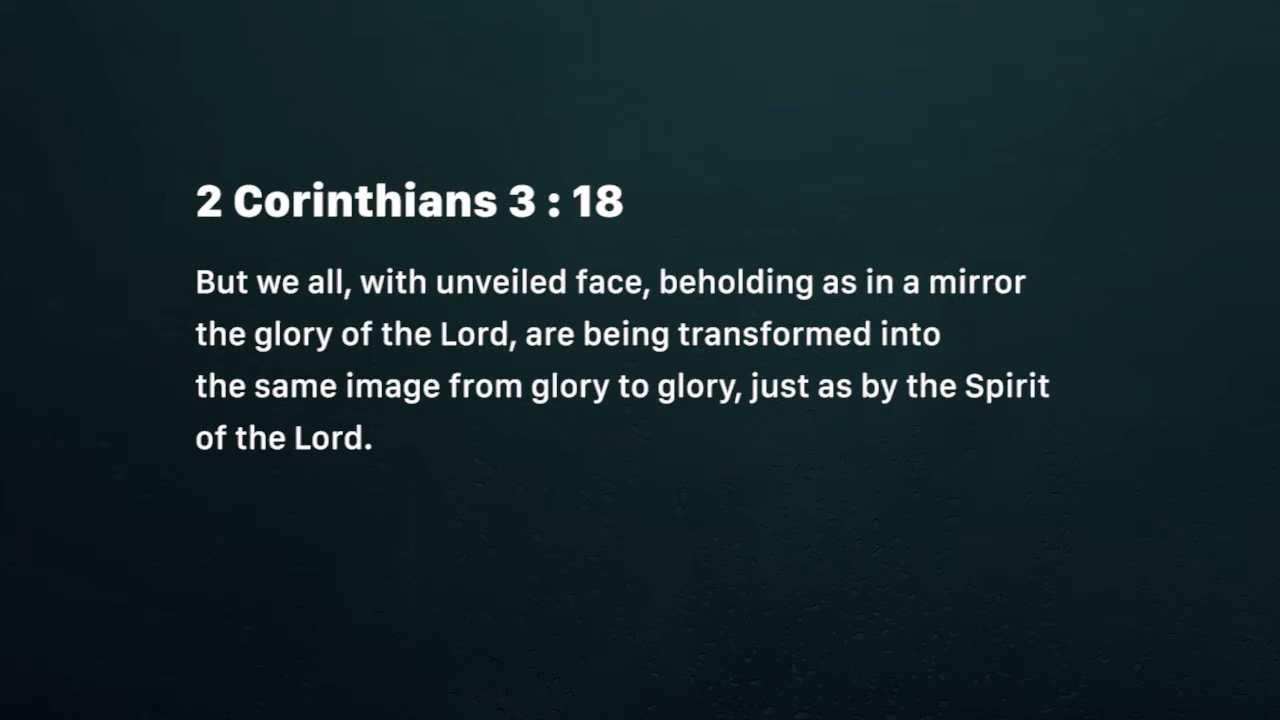 2 Corinthians 3 : 18
But we all, with unveiled face, beholding as in a mirror
the glory of the Lord, are being transformed into
the same image from glory to glory, just as by the Spirit
of the Lord.